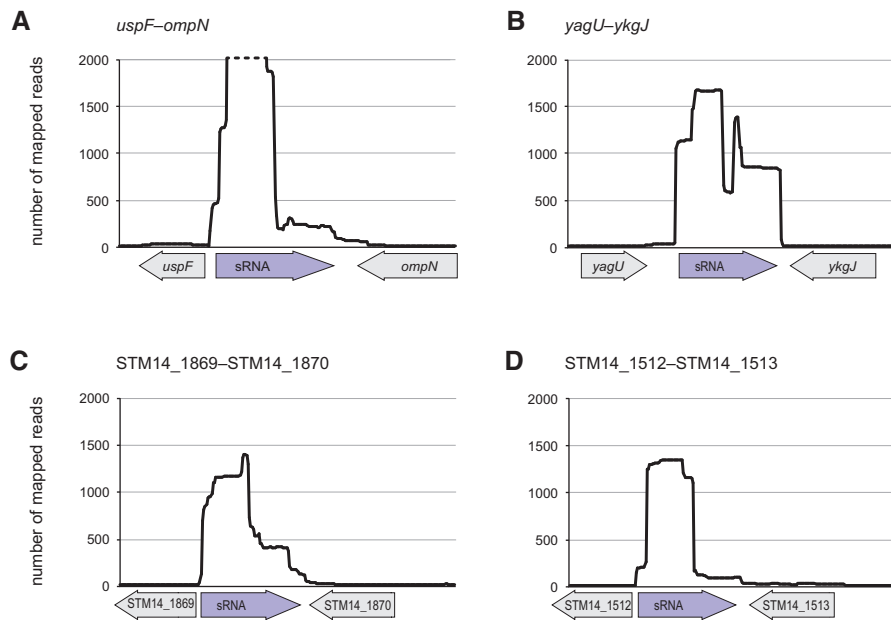 A
uspF–ompN
number of mapped reads
2000
1500
1000
500
0
uspF
sRNA
ompN
B
yagU–ykgJ
2000
1500
1000
500
0
yagU
sRNA
ykgJ
C
STM14_1869–STM14_1870
number of mapped reads
2000
1500
1000
500
0
STM14_1869
sRNA
STM14_1870
D
STM14_1512–STM14_1513
2000
1500
1000
500
0
STM14_1512
sRNA
STM14_1513